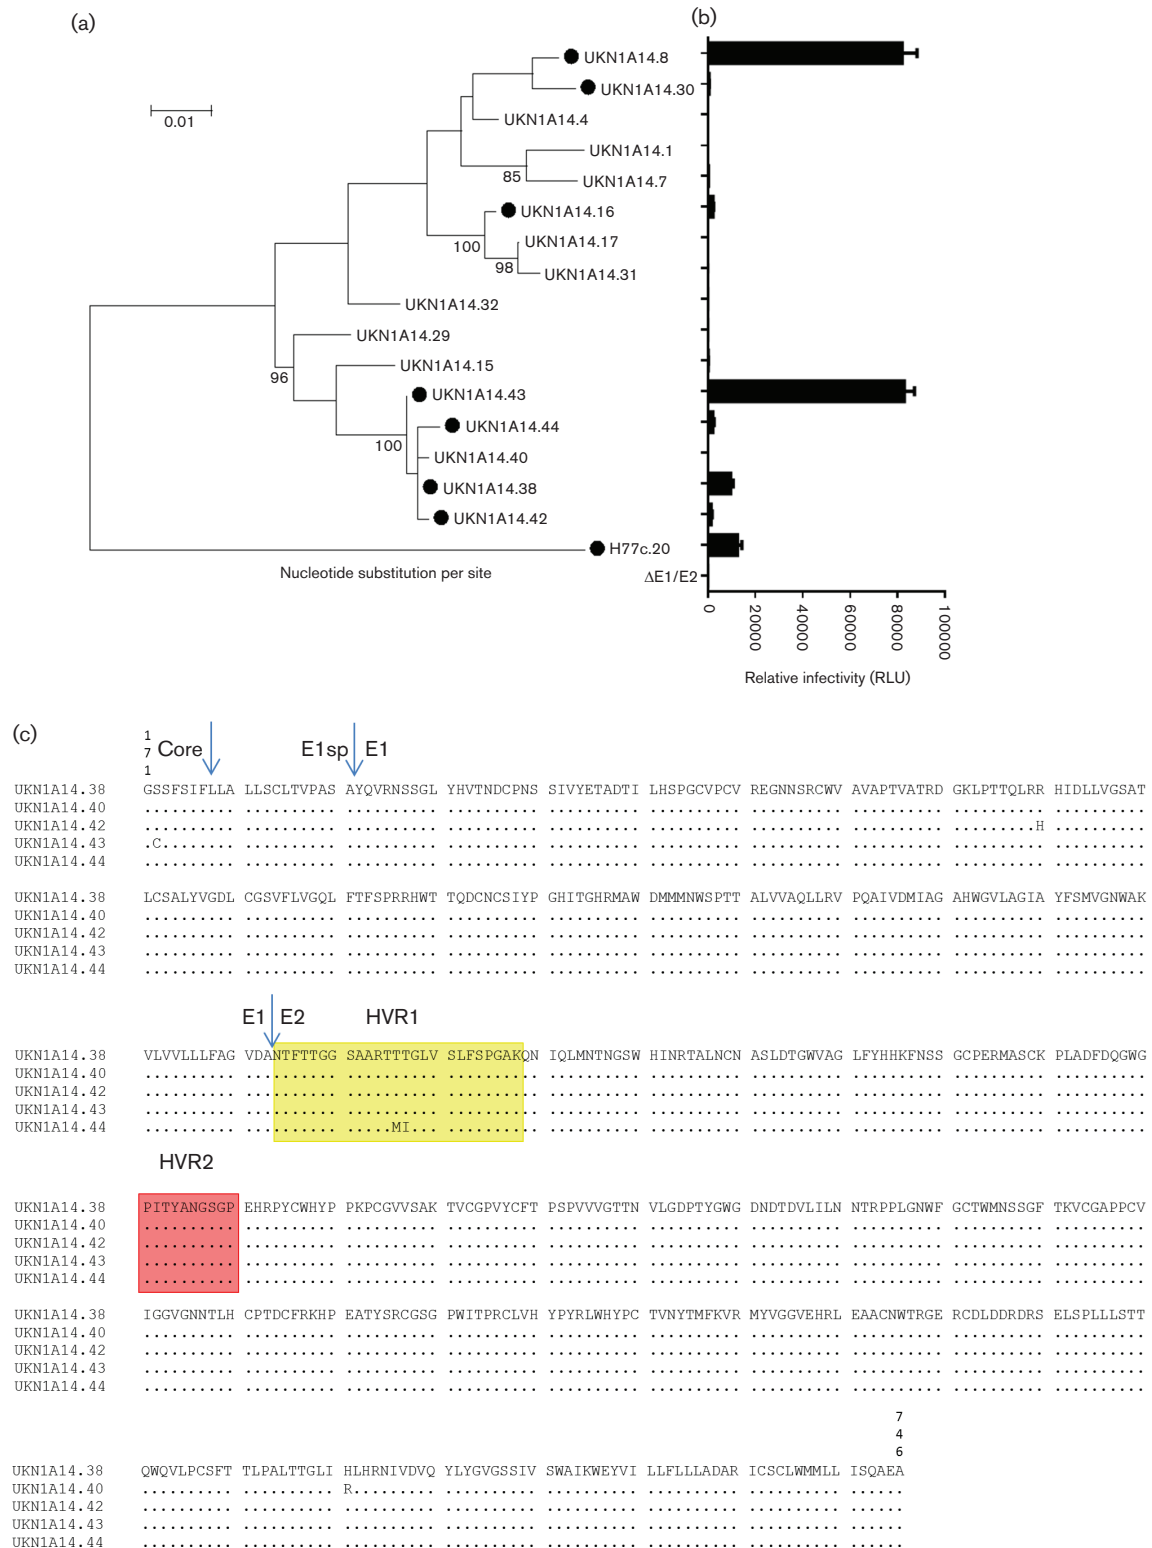 (a)
(b)
0.01
UKN1A14.8
UKN1A14.30
UKN1A14.4
UKN1A14.1
85
UKN1A14.7
UKN1A14.16
100
UKN1A14.17
98
UKN1A14.31
UKN1A14.32
UKN1A14.29
96
UKN1A14.15
UKN1A14.43
UKN1A14.44
100
UKN1A14.40
UKN1A14.38
UKN1A14.42
H77c.20
Nucleotide substitution per site
ΔE1/E2
0 20000 40000 60000 80000 100000
Relative infectivity (RLU)
(c)
171 Core E1sp E1
UKN1A14.38 GSSFSIFLLA LLSCLTVPAS AYQVRNSSGL YHVTNDCPNS SIVYETADTI LHSPGCVPCV REGNNSRCWV AVAPTVATRD GKLPTTQLRR HIDLLVGSAT
UKN1A14.40 .......... .......... .......... .......... .......... .......... .......... .......... .......... ..........
UKN1A14.42 .......... .......... .......... .......... .......... .......... .......... .......... .........H ..........
UKN1A14.43 .C........ .......... .......... .......... .......... .......... .......... .......... .......... ..........
UKN1A14.44 .......... .......... .......... .......... .......... .......... .......... .......... .......... ..........
UKN1A14.38 LCSALYVGDL CGSVFLVGQL FTFSPRRHWT TQDCNCSIYP GHITGHRMAW DMMMNWSPTT ALVVAQLLRV PQAIVDMIAG AHWGVLAGIA YFSMVGNWAK
UKN1A14.40 .......... .......... .......... .......... .......... .......... .......... .......... .......... ..........
UKN1A14.42 .......... .......... .......... .......... .......... .......... .......... .......... .......... ..........
UKN1A14.43 .......... .......... .......... .......... .......... .......... .......... .......... .......... ..........
UKN1A14.44 .......... .......... .......... .......... .......... .......... .......... .......... .......... ..........
E1 E2 HVR1
UKN1A14.38 VLVVLLLFAG VDANTFTTGG SAARTTTGLV SLFSPGAKQN IQLMNTNGSW HINRTALNCN ASLDTGWVAG LFYHHKFNSS GCPERMASCK PLADFDQGWG
UKN1A14.40 .......... .......... .......... .......... .......... .......... .......... .......... .......... ..........
UKN1A14.42 .......... .......... .......... .......... .......... .......... .......... .......... .......... ..........
UKN1A14.43 .......... .......... .......... .......... .......... .......... .......... .......... .......... ..........
UKN1A14.44 .......... .......... .....MI... .......... .......... .......... .......... .......... .......... ..........
HVR2
UKN1A14.38 PITYANGSGP EHRPYCWHYP PKPCGVVSAK TVCGPVYCFT PSPVVVGTTN VLGDPTYGWG DNDTDVLILN NTRPPLGNWF GCTWMNSSGF TKVCGAPPCV
UKN1A14.40 .......... .......... .......... .......... .......... .......... .......... .......... .......... ..........
UKN1A14.42 .......... .......... .......... .......... .......... .......... .......... .......... .......... ..........
UKN1A14.43 .......... .......... .......... .......... .......... .......... .......... .......... .......... ..........
UKN1A14.44 .......... .......... .......... .......... .......... .......... .......... .......... .......... ..........
UKN1A14.38 IGGVGNNTLH CPTDCFRKHP EATYSRCGSG PWITPRCLVH YPYRLWHYPC TVNYTMFKVR MYVGGVEHRL EAACNWTRGE RCDLDDRDRS ELSPLLLSTT
UKN1A14.40 .......... .......... .......... .......... .......... .......... .......... .......... .......... ..........
UKN1A14.42 .......... .......... .......... .......... .......... .......... .......... .......... .......... ..........
UKN1A14.43 .......... .......... .......... .......... .......... .......... .......... .......... .......... ..........
UKN1A14.44 .......... .......... .......... .......... .......... .......... .......... .......... .......... ..........
746
UKN1A14.38 QWQVLPCSFT TLPALTTGLI HLHRNIVDVQ YLYGVGSSIV SWAIKWEYVI LLFLLLADAR ICSCLWMMLL ISQAEA
UKN1A14.40 .......... .......... R......... .......... .......... .......... .......... ......
UKN1A14.42 .......... .......... .......... .......... .......... .......... .......... ......
UKN1A14.43 .......... .......... .......... .......... .......... .......... .......... ......
UKN1A14.44 .......... .......... .......... .......... .......... .......... .......... ......